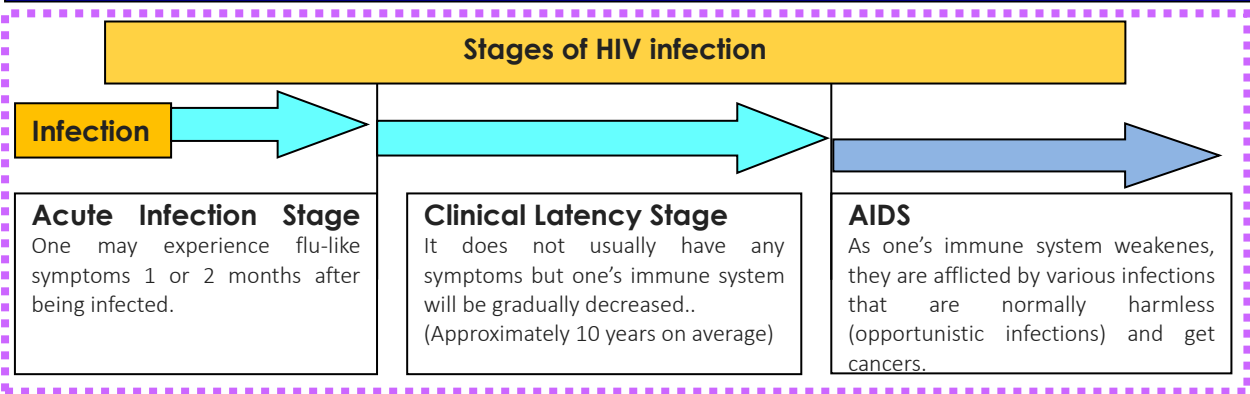 Stages of HIV infection
Infection
Acute Infection Stage
One may experience flu-like
symptoms 1 or 2 months after
being infected.
Clinical Latency Stage
It does not usually have any
symptoms but one’s immune system
will be gradually decreased..
(Approximately 10 years on average)
AIDS
As one’s immune system weakenes,
they are afflicted by various infections
that are normally harmless
(opportunistic infections) and get
cancers.